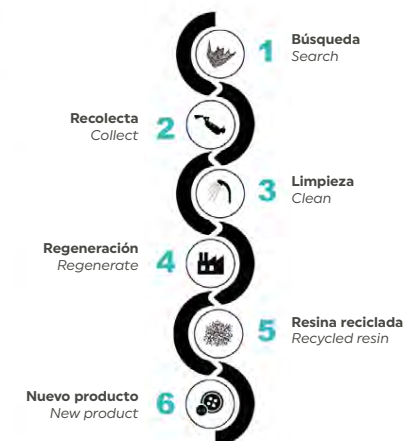 1
Búsqueda
Search
Recolecta
Collect
2
3
Limpieza
Clean
Regeneración
Regenerate
4
5
Resina reciclada
Recycled resin
Nuevo producto
New product
6